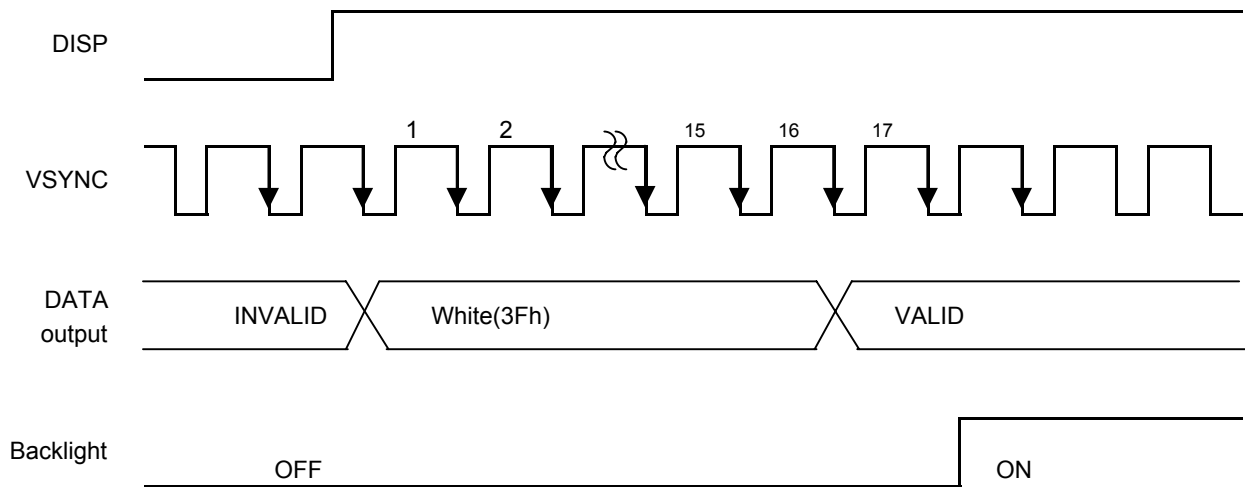 DISP
1 2 15 16 17
VSYNC
DATA
output
INVALID White(3Fh) VALID
Backlight
OFF ON